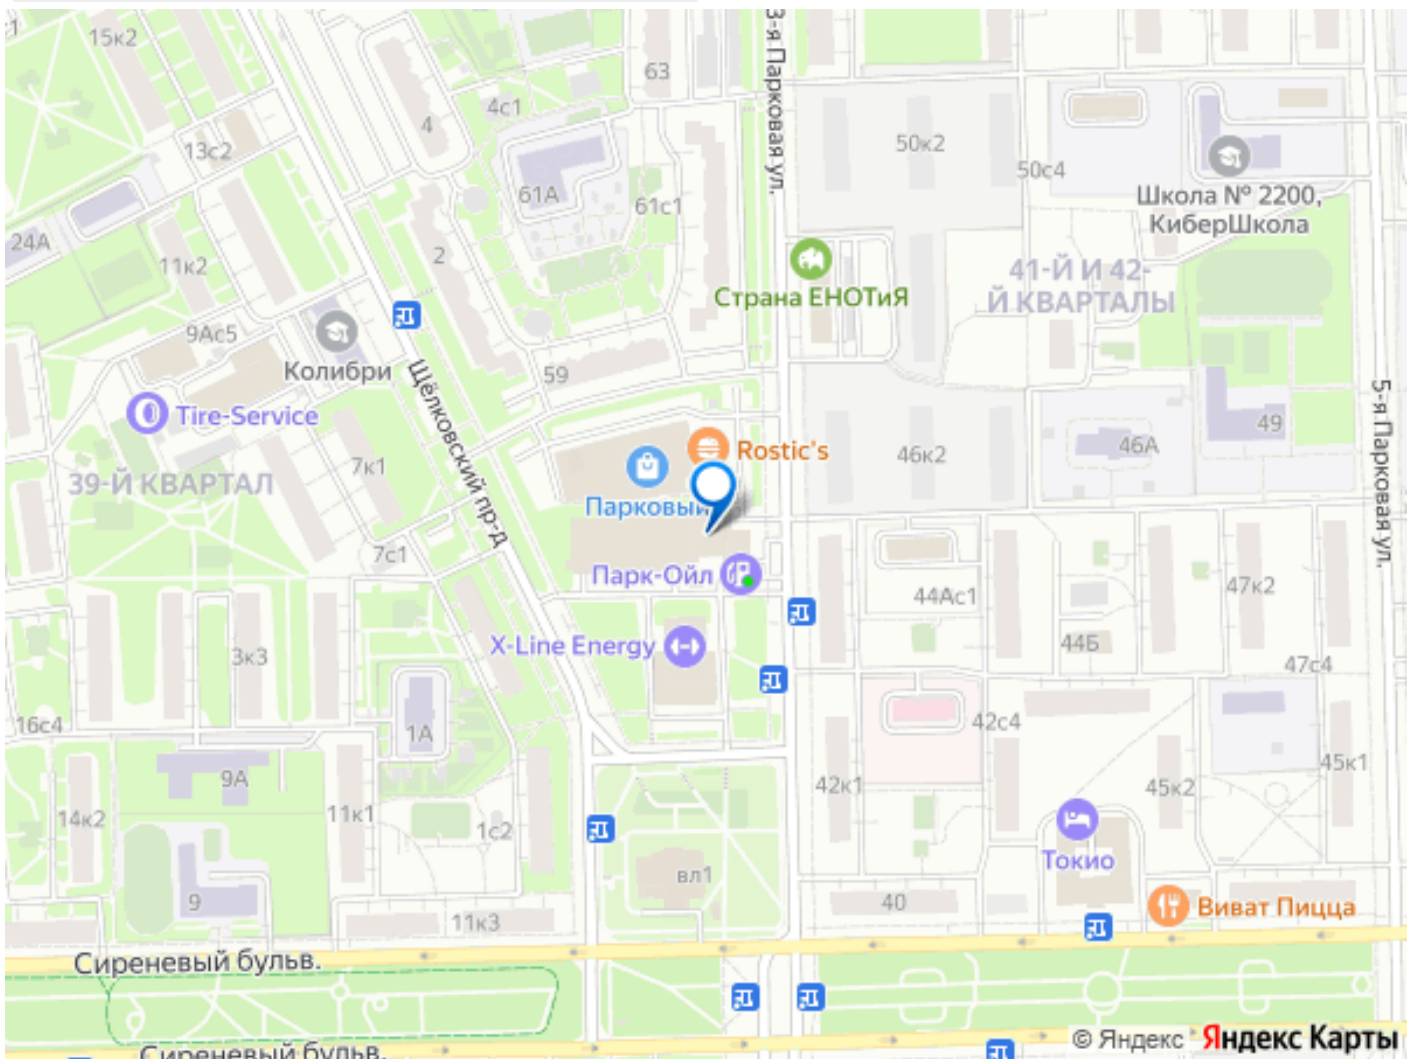 15к2
63
3-я Парковая ул.
4с1
4
13с2
50к2
50с4
Школа № 2200,
КиберШкола
61А
61с1
24А
11к2
2
41-Й И 42-
Й КВАРТАЛЫ
Страна ЕНОТиЯ
9Ас5
Колибри
59
Щёлковский пр-д
5-я Парковая ул.
Tire-Service
49
46А
46к2
Rostic's
7к1
39-Й КВАРТАЛ
Парковый
7с1
Парк-Ойл
44Ас1
47к2
X-Line Energy
44Б
3к3
47с4
16с4
1А
42с4
9А
42к1
45к2
45к1
14к2
11к1
1с2
Токио
вл1
9
11к3
40
Виват Пицца
Сиреневый бульв.
Сиреневый бульв.
© Яндекс Яндекс Карты